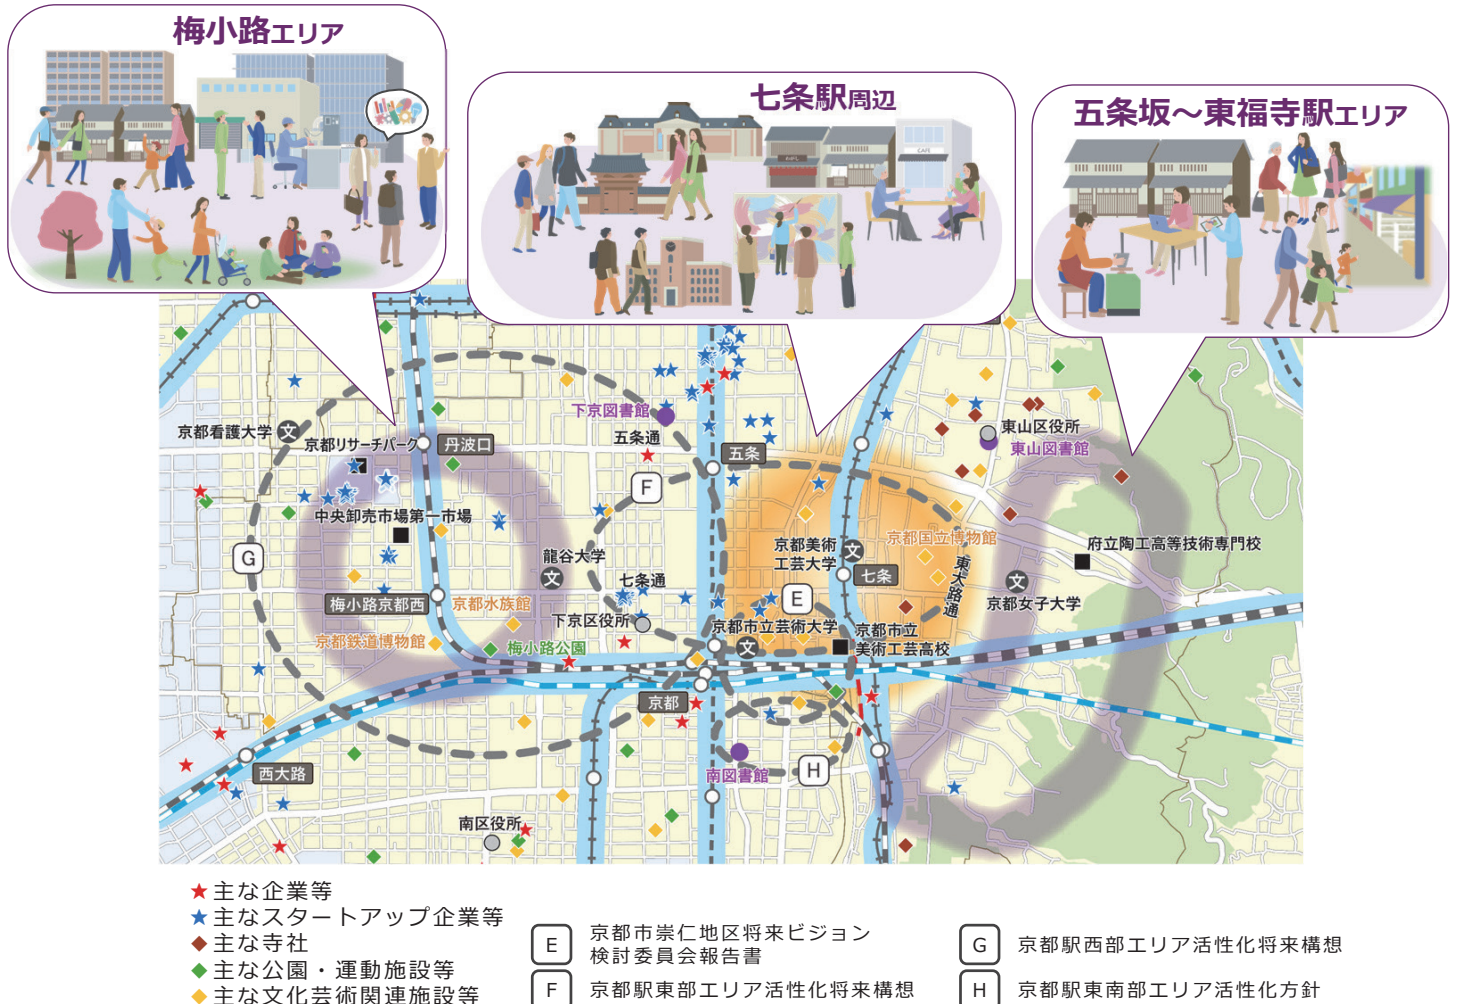 梅小路エリア
七条駅周辺
五条坂～東福寺駅エリア
CAFE
CAFE
京都看護大学
文
京都リサーチパーク
丹波口
下京図書館
五条通
五条
東山区役所
東山図書館
F
中央卸売市場第一市場
G
龍谷大学
文
七条通
京都美術
工芸大学
文
京都国立博物館
七条
東大路通
府立陶工高等技術専門校
文
京都女子大学
梅小路京都西
京都水族館
下京区役所
E
京都市立芸術大学
文
京都市立
美術工芸高校
京都鉄道博物館
梅小路公園
京都
西大路
南図書館
H
南区役所
主な企業等
主なスタートアップ企業等
主な寺社
主な公園・運動施設等
主な文化芸術関連施設等
E 京都市崇仁地区将来ビジョン
検討委員会報告書
F 京都駅東部エリア活性化将来構想
G 京都駅西部エリア活性化将来構想
H 京都駅東南部エリア活性化方針